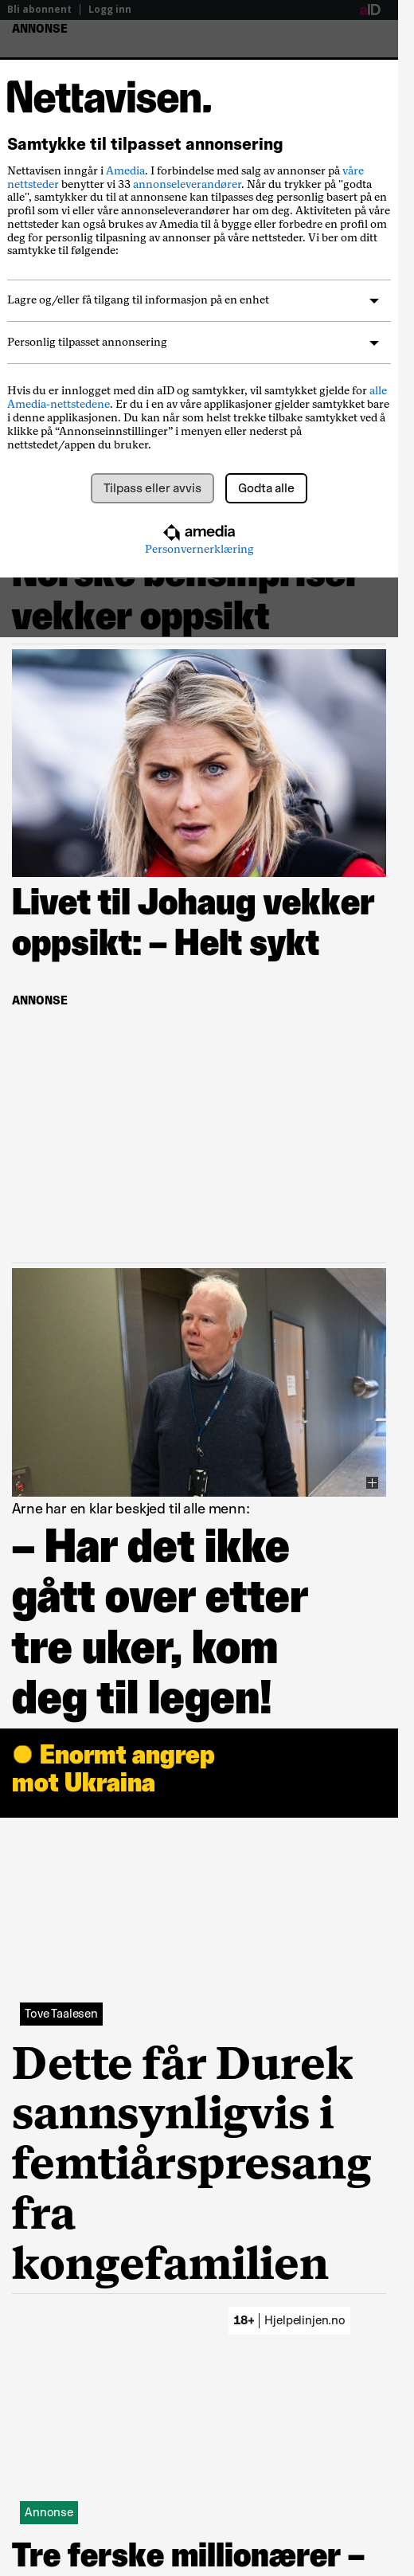 Bli abonnent | Logg inn
aID
ANNONSE
Nettavisen.
Samtykke til tilpasset annonsering
Nettavisen inngår i Amedia. I forbindelse med salg av annonser på våre
nettsteder benytter vi 33 annonseleverandører. Når du trykker på "godta
alle", samtykker du til at annonsene kan tilpasses deg personlig basert på en
profil som vi eller våre annonseleverandører har om deg. Aktiviteten på våre
nettsteder kan også brukes av Amedia til å bygge eller forbedre en profil om
deg for personlig tilpasning av annonser på våre nettsteder. Vi ber om ditt
samtykke til følgende:
Lagre og/eller få tilgang til informasjon på en enhet
Personlig tilpasset annonsering
Hvis du er innlogget med din aID og samtykker, vil samtykket gjelde for alle
Amedia-nettstedene. Er du i en av våre applikasjoner gjelder samtykket bare
i denne applikasjonen. Du kan når som helst trekke tilbake samtykket ved å
klikke på “Annonseinnstillinger” i menyen eller nederst på
nettstedet/appen du bruker.
Tilpass eller avvis
Godta alle
amedia
Personvernerklæring
Norske bensinpriser
vekker oppsikt
Livet til Johaug vekker
oppsikt: – Helt sykt
ANNONSE
Arne har en klar beskjed til alle menn:
– Har det ikke
gått over etter
tre uker, kom
deg til legen!
Enormt angrep
mot Ukraina
Tove Taalesen
Dette får Durek
sannsynligvis i
femtiårspresang
fra
kongefamilien
18+ | Hjelpelinjen.no
Annonse
Tre ferske millionærer –